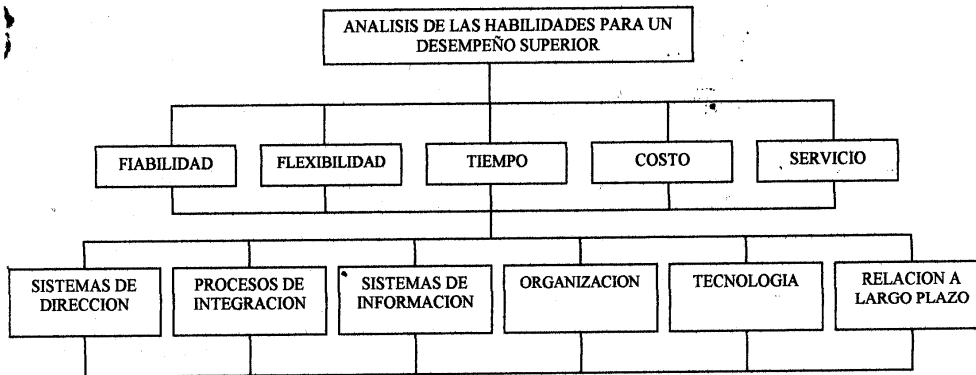 ANALISIS DE LAS HABILIDADES PARA UN
DESEMPEÑO SUPERIOR
FIABILIDAD
FLEXIBILIDAD
TIEMPO
COSTO
SERVICIO
SISTEMAS DE
DIRECCION
PROCESOS DE
INTEGRACION
SISTEMAS DE
INFORMACION
ORGANIZACION
TECNOLOGIA
RELACION A
LARGO PLAZO